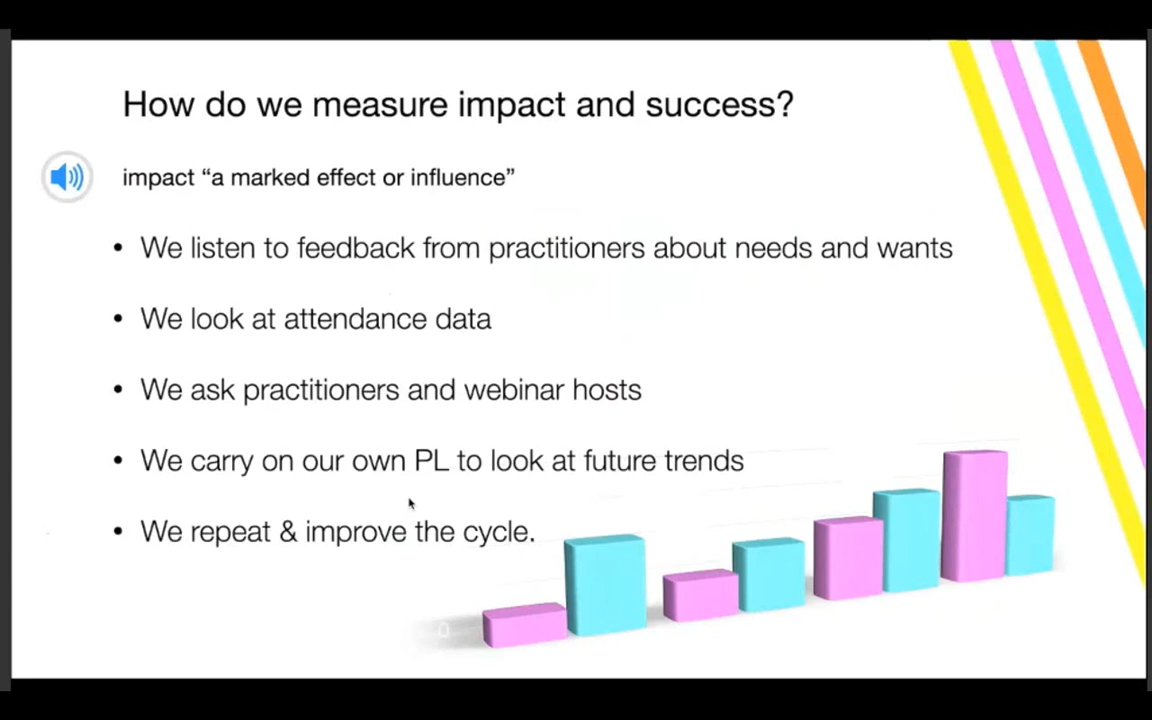 How do we measure impact and success?
impact “a marked effect or influence”
• We listen to feedback from practitioners about needs and wants
• We look at attendance data
• We ask practitioners and webinar hosts
• We carry on our own PL to look at future trends
• We repeat & improve the cycle.
0